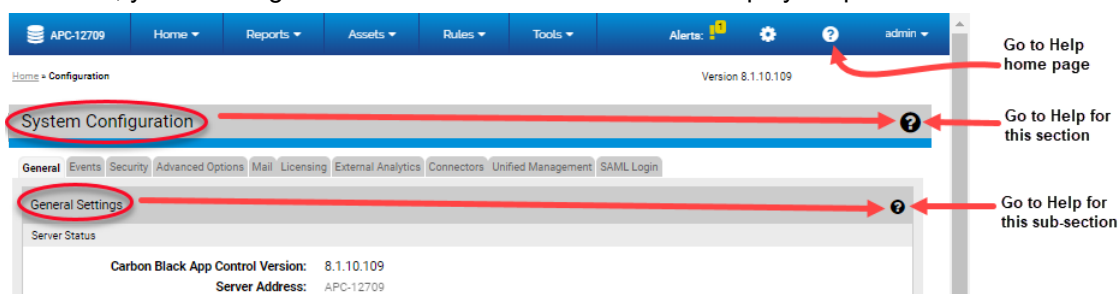 APC-12709 Home Reports Assets Rules Tools Alerts: 1 ? admin
Go to Help
home page
Home » Configuration Version 8.1.10.109
System Configuration ?
Go to Help for
this section
General Events Security Advanced Options Mail Licensing External Analytics Connectors Unified Management SAML Login
General Settings ?
Go to Help for
this sub-section
Server Status
Carbon Black App Control Version: 8.1.10.109
Server Address: APC-12709